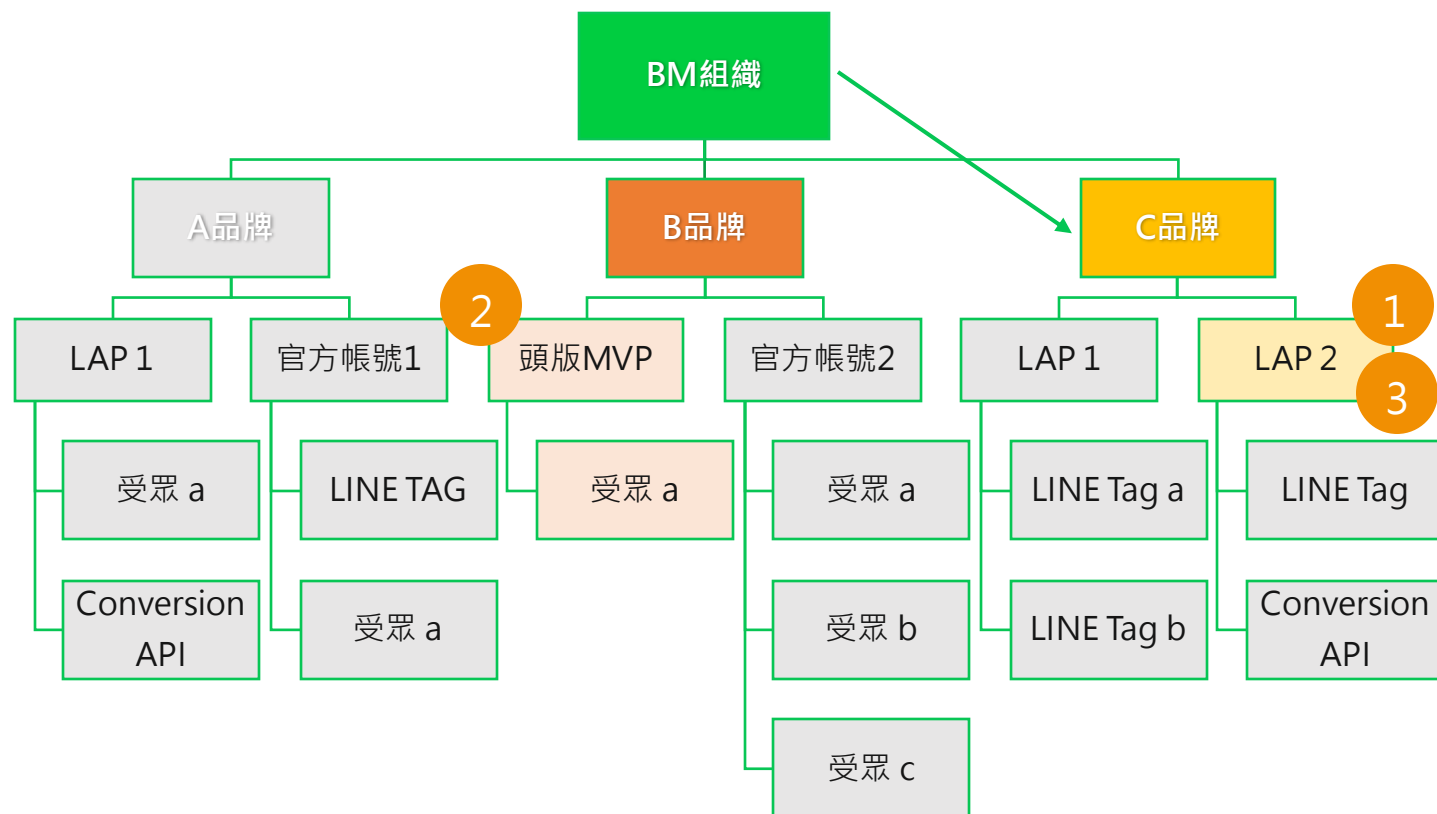 BM組織
A品牌
B品牌
C品牌
2
1
LAP 1
官方帳號1
頭版MVP
官方帳號2
LAP 1
LAP 2
3
受眾 a
LINE TAG
受眾 a
受眾 a
LINE Tag a
LINE Tag
Conversion
API
受眾 a
受眾 b
LINE Tag b
Conversion
API
受眾 c